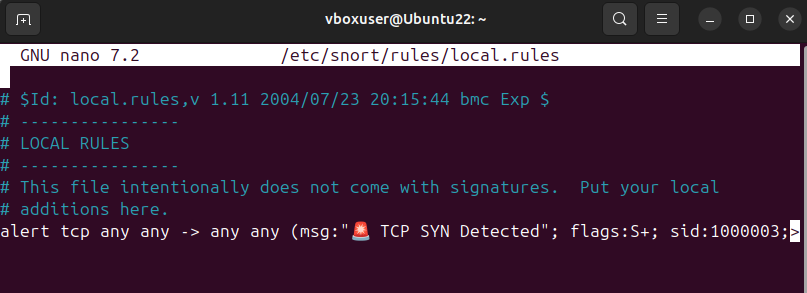 vboxuser@Ubuntu22: ~
GNU nano 7.2 /etc/snort/rules/local.rules
# $Id: local.rules,v 1.11 2004/07/23 20:15:44 bmc Exp $
# ----------------
# LOCAL RULES
# ----------------
# This file intentionally does not come with signatures.  Put your local
# additions here.
alert tcp any any -> any any (msg:"🚨 TCP SYN Detected"; flags:S+; sid:1000003;>